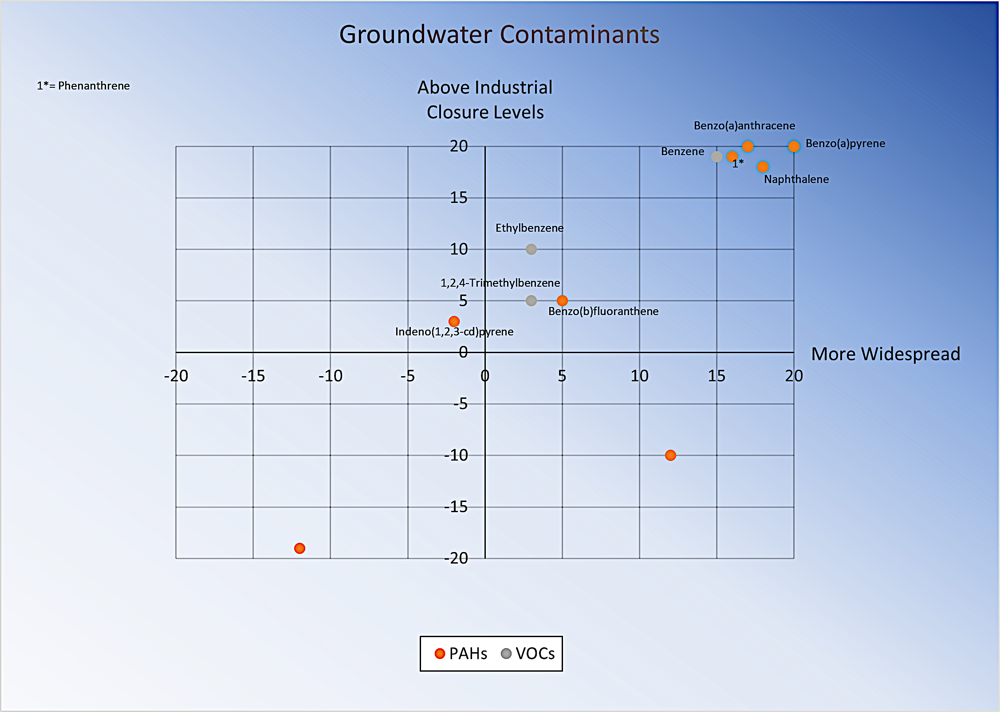 Groundwater Contaminants
1*= Phenanthrene
Above Industrial
Closure Levels
Benzo(a)anthracene
Benzo(a)pyrene
Benzene
1*
Naphthalene
Ethylbenzene
1,2,4-Trimethylbenzene
Benzo(b)fluoranthene
Indeno(1,2,3-cd)pyrene
20
15
10
5
0
-5
-10
-15
-20
More Widespread
-20 -15 -10 -5 0 5 10 15 20
PAHs VOCs